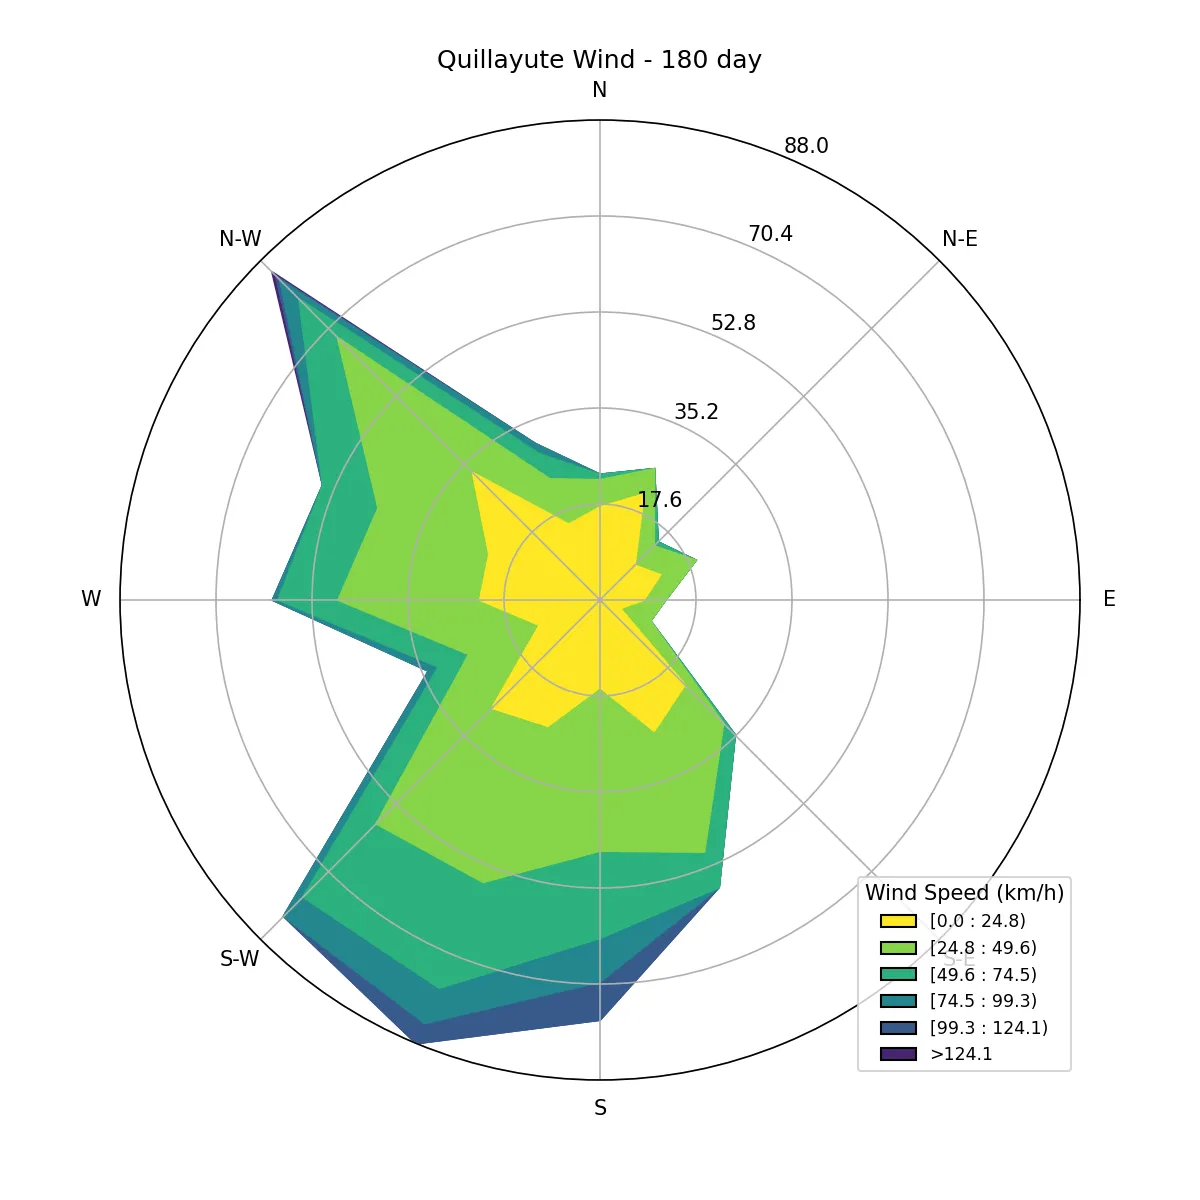 Quillayute Wind - 180 day
N
88.0
70.4
N-W
N-E
52.8
35.2
17.6
W
E
Wind Speed (km/h)
[0.0 : 24.8)
[24.8 : 49.6)
S-W
S-E
[49.6 : 74.5)
[74.5 : 99.3)
[99.3 : 124.1)
>124.1
S